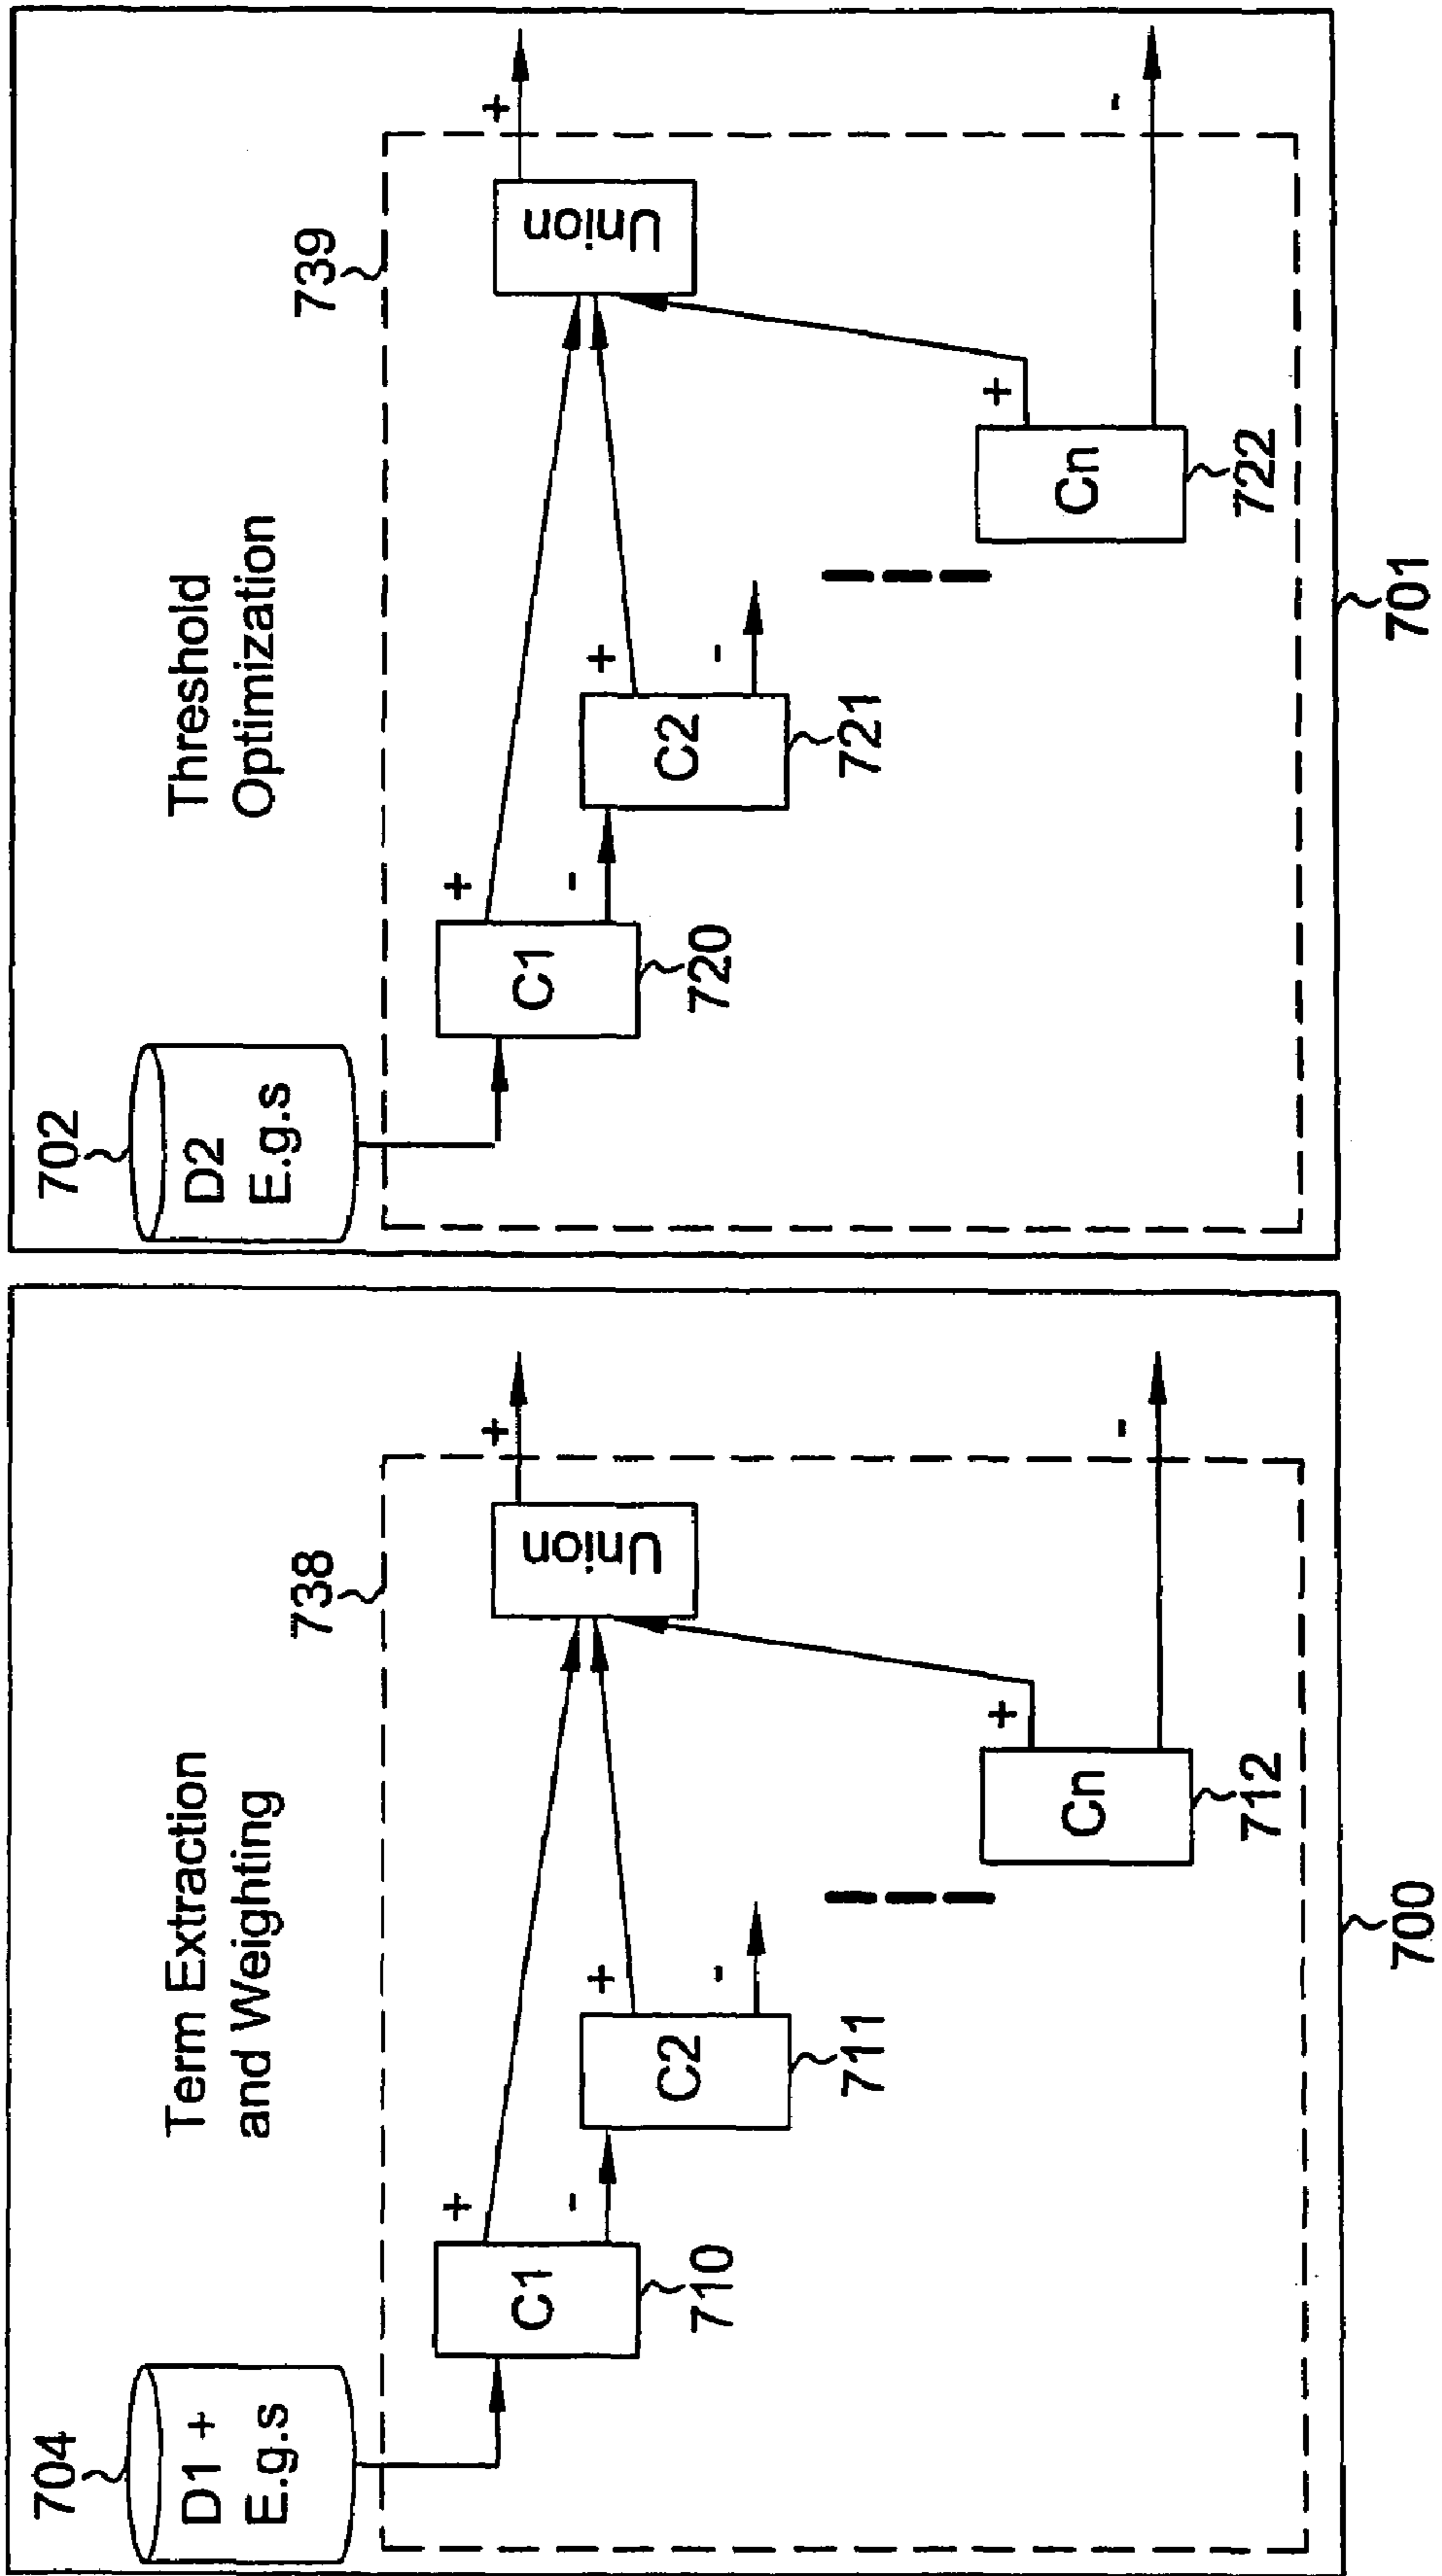 704
D1 +
E.g.s
Term Extraction
and Weighting
738
C1
+
-
710
C2
+
-
711
Cn
+
712
Union
+
-
700
702
D2
E.g.s
Threshold
Optimization
739
C1
+
-
720
C2
+
-
721
Cn
+
722
Union
+
-
701